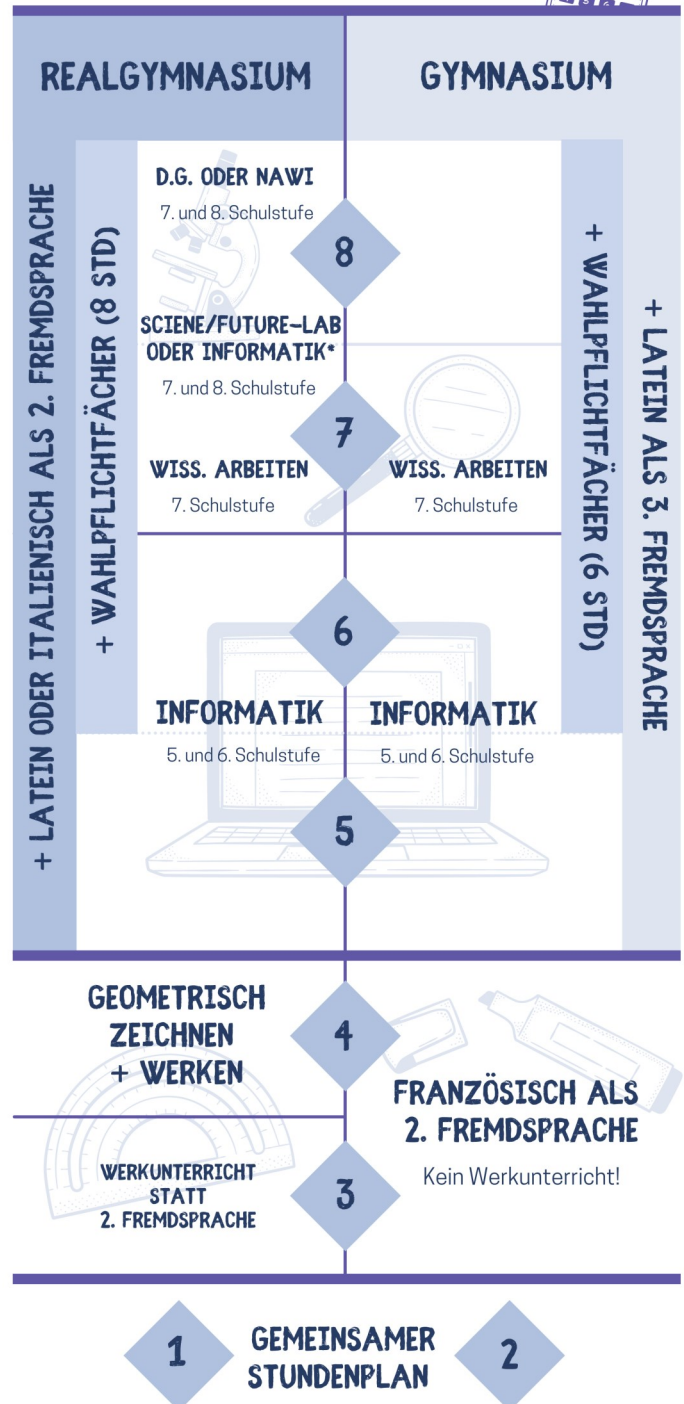 REALGYMNASIUM
GYMNASIUM
+ LATEIN ODER ITALIENISCH ALS 2. FREMDSPRACHE
+ WAHLPFLICHTFÄCHER (8 STD)
D.G. ODER NAWI
7. und 8. Schulstufe
8
SCIENE/FUTURE-LAB
ODER INFORMATIK*
7. und 8. Schulstufe
7
WISS. ARBEITEN
7. Schulstufe
WISS. ARBEITEN
7. Schulstufe
+ WAHLPFLICHTFÄCHER (6 STD)
+ LATEIN ALS 3. FREMDSPRACHE
6
INFORMATIK
5. und 6. Schulstufe
INFORMATIK
5. und 6. Schulstufe
5
GEOMETRISCH
ZEICHNEN
+ WERKEN
4
FRANZÖSISCH ALS
2. FREMDSPRACHE
Kein Werkunterricht!
WERKUNTERRICHT
STATT
2. FREMDSPRACHE
3
1
GEMEINSAMER
STUNDENPLAN
2